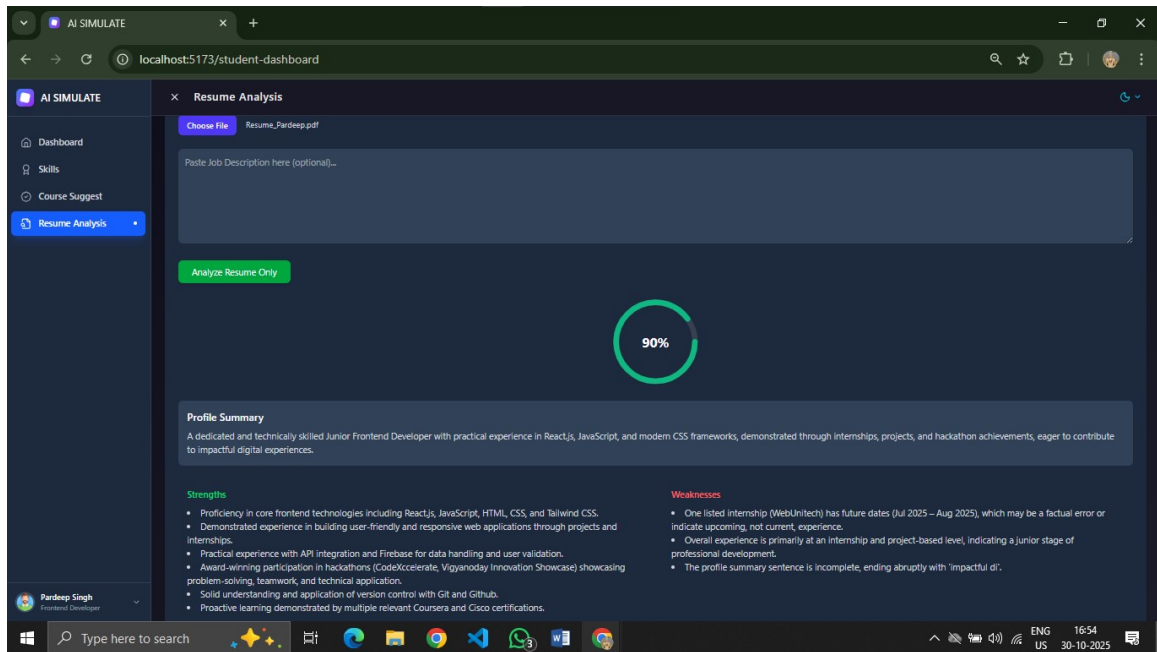 AI SIMULATE
localhost:5173/student-dashboard
AI SIMULATE
Resume Analysis
Dashboard
Skills
Course Suggest
Resume Analysis
Choose File Resume_Pardeep.pdf
Paste Job Description here (optional)...
Analyze Resume Only
90%
Profile Summary
A dedicated and technically skilled Junior Frontend Developer with practical experience in React.js, JavaScript, and modern CSS frameworks, demonstrated through internships, projects, and hackathon achievements, eager to contribute
to impactful digital experiences.
Strengths
• Proficiency in core frontend technologies including React.js, JavaScript, HTML, CSS, and Tailwind CSS.
• Demonstrated experience in building user-friendly and responsive web applications through projects and
internships.
• Practical experience with API integration and Firebase for data handling and user validation.
• Award-winning participation in hackathons (CodeXccelerate, Vigyanoday Innovation Showcase) showcasing
problem-solving, teamwork, and technical application.
• Solid understanding and application of version control with Git and Github.
• Proactive learning demonstrated by multiple relevant Coursera and Cisco certifications.
Weaknesses
• One listed internship (WebUnitech) has future dates (Jul 2025 – Aug 2025), which may be a factual error or
indicate upcoming, not current, experience.
• Overall experience is primarily at an internship and project-based level, indicating a junior stage of
professional development.
• The profile summary sentence is incomplete, ending abruptly with 'impactful di'.
Pardeep Singh
Frontend Developer
Type here to search
3
ENG
US
16:54
30-10-2025